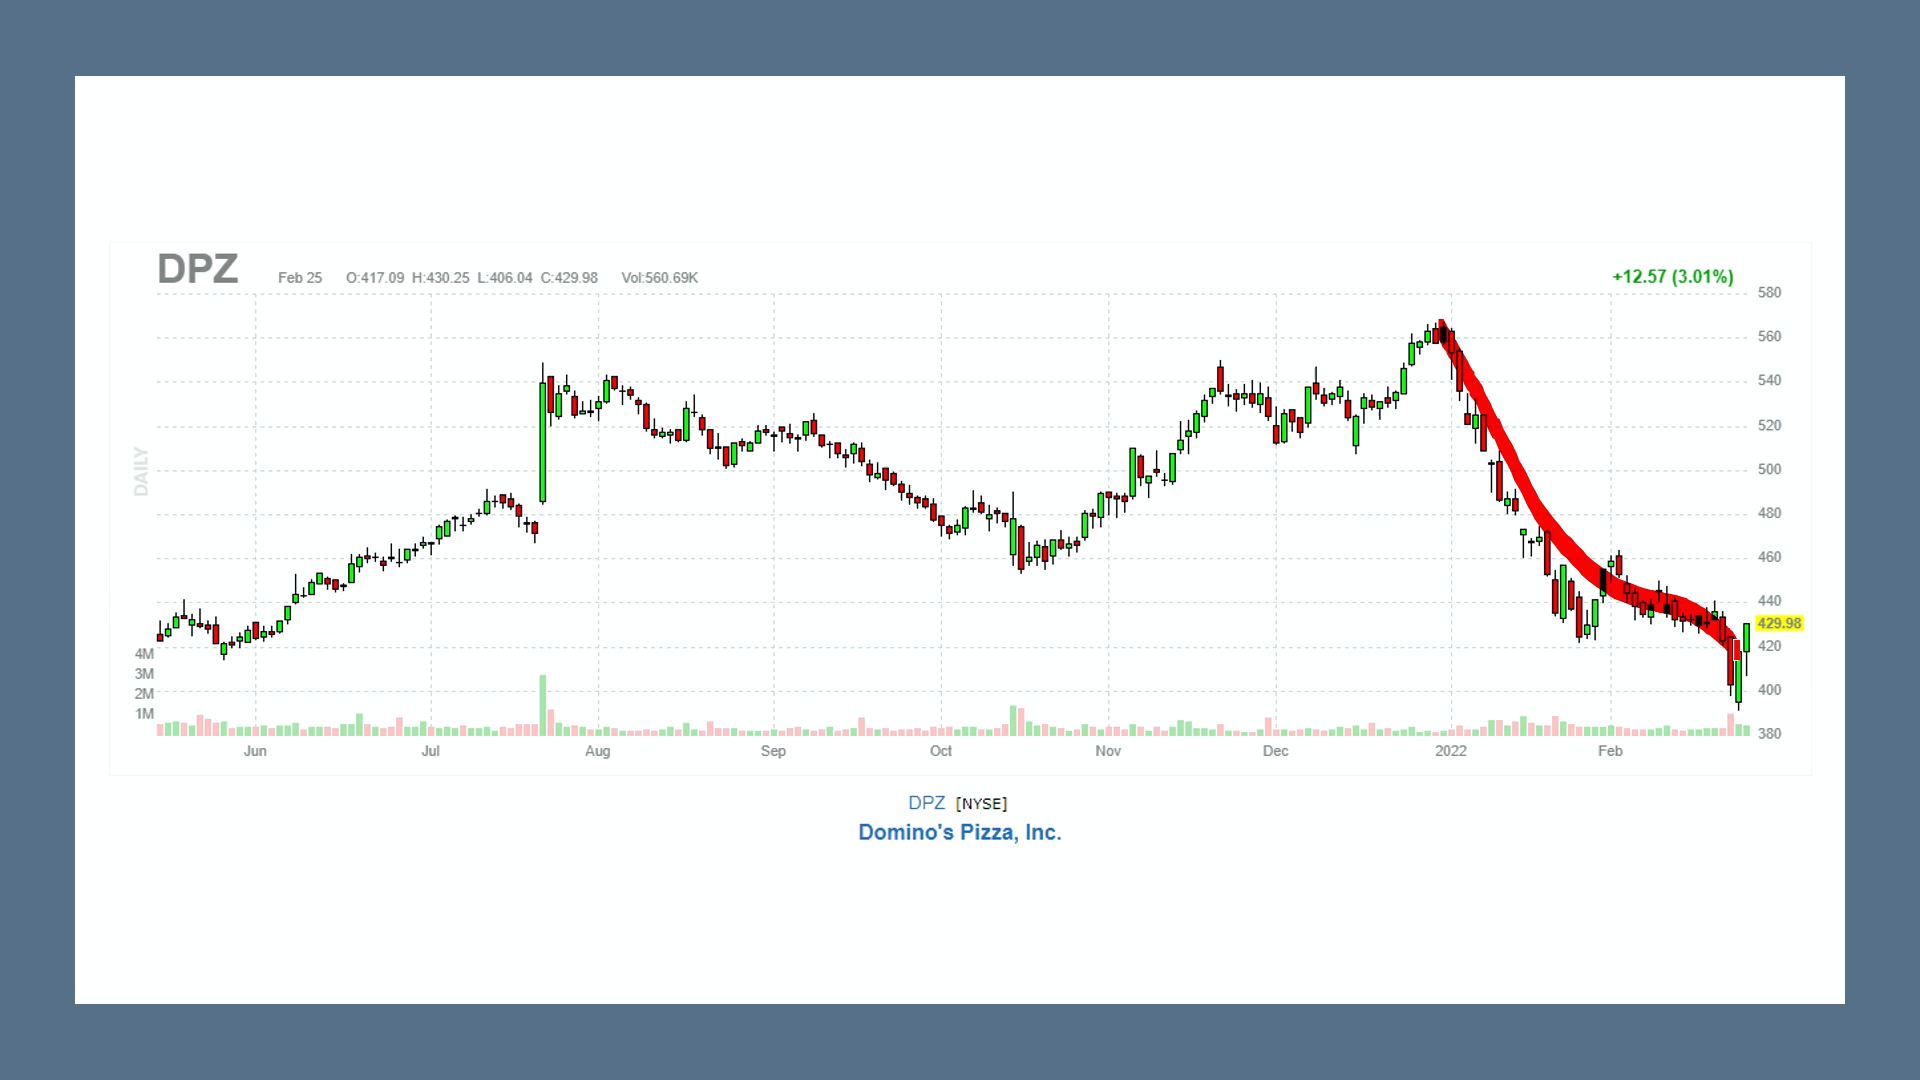 DPZ Feb 25 O:417.09 H:430.25 L:406.04 C:429.98 Vol:560.69K +12.57 (3.01%)
580
560
540
520
500
480
460
440
429.98
420
400
380
DAILY
4M
3M
2M
1M
Jun Jul Aug Sep Oct Nov Dec 2022 Feb
DPZ [NYSE]
Domino's Pizza, Inc.